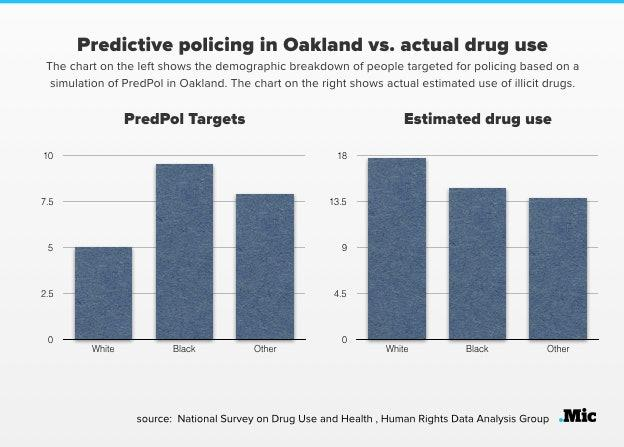 Predictive policing in Oakland vs. actual drug use
The chart on the left shows the demographic breakdown of people targeted for policing based on a
simulation of PredPol in Oakland. The chart on the right shows actual estimated use of illicit drugs.
PredPol Targets
10
7.5
5
2.5
0
White Black Other
Estimated drug use
18
13.5
9
4.5
0
White Black Other
source: National Survey on Drug Use and Health , Human Rights Data Analysis Group .Mic